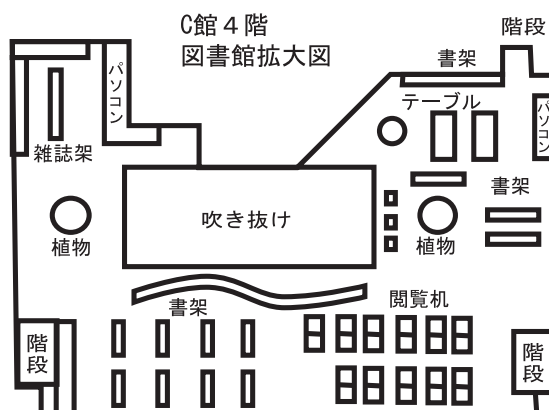 C館４階
図書館拡大図
階段
書架
パソコン
テーブル
パソコン
雑誌架
書架
植物
吹き抜け
植物
書架
閲覧机
階段
階段